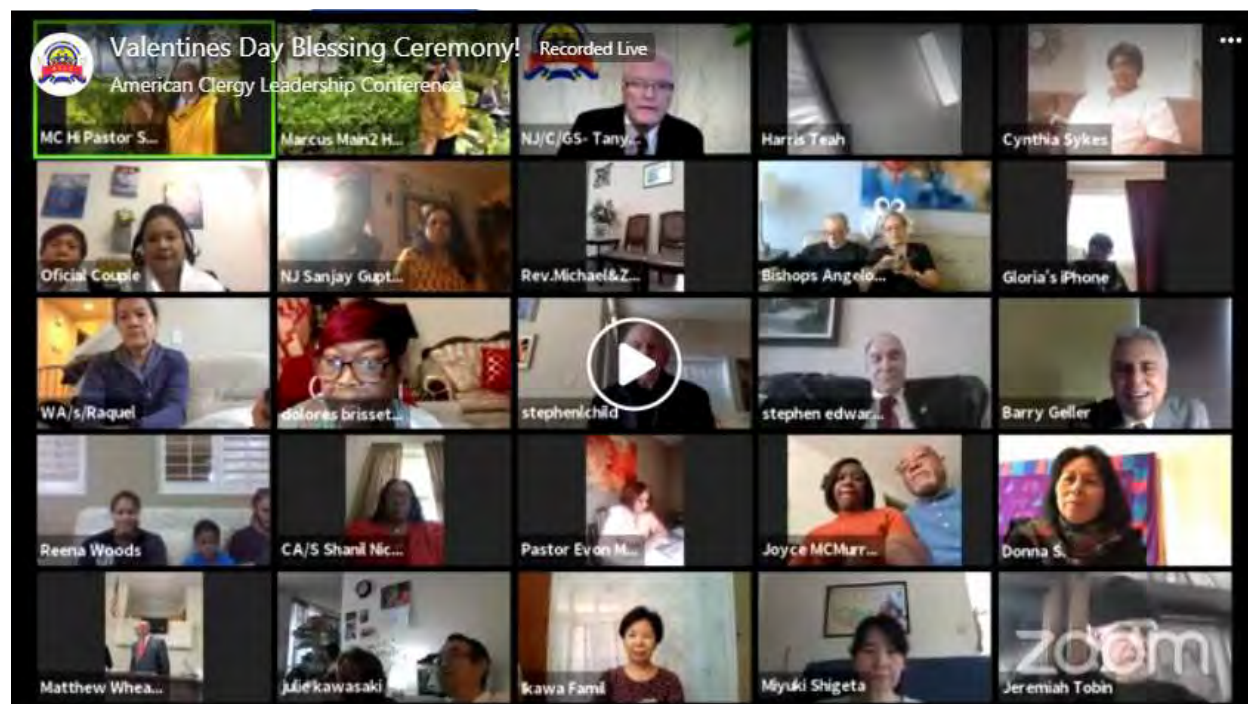 Valentines Day Blessing Ceremony! Recorded Live
American Clergy Leadership Conference
MC Hi Pastor S...
Marcus Main2 H...
NJ/C/GS- Tany...
Harris Teah
Cynthia Sykes
Oficial Couple
NJ Sanjay Gupt...
Rev.Michael&Z...
Bishops Angelo...
Gloria's iPhone
WA/s/Raquel
dolores brisset...
stephenlchild
stephen edwar...
Barry Geller
Reena Woods
CA/S Shanil Nic...
Pastor Evon M...
Joyce MCMurr...
Donna S.
Matthew Whea...
julie kawasaki
Ikawa Famil
Miyuki Shigeta
Jeremiah Tobin
zoom